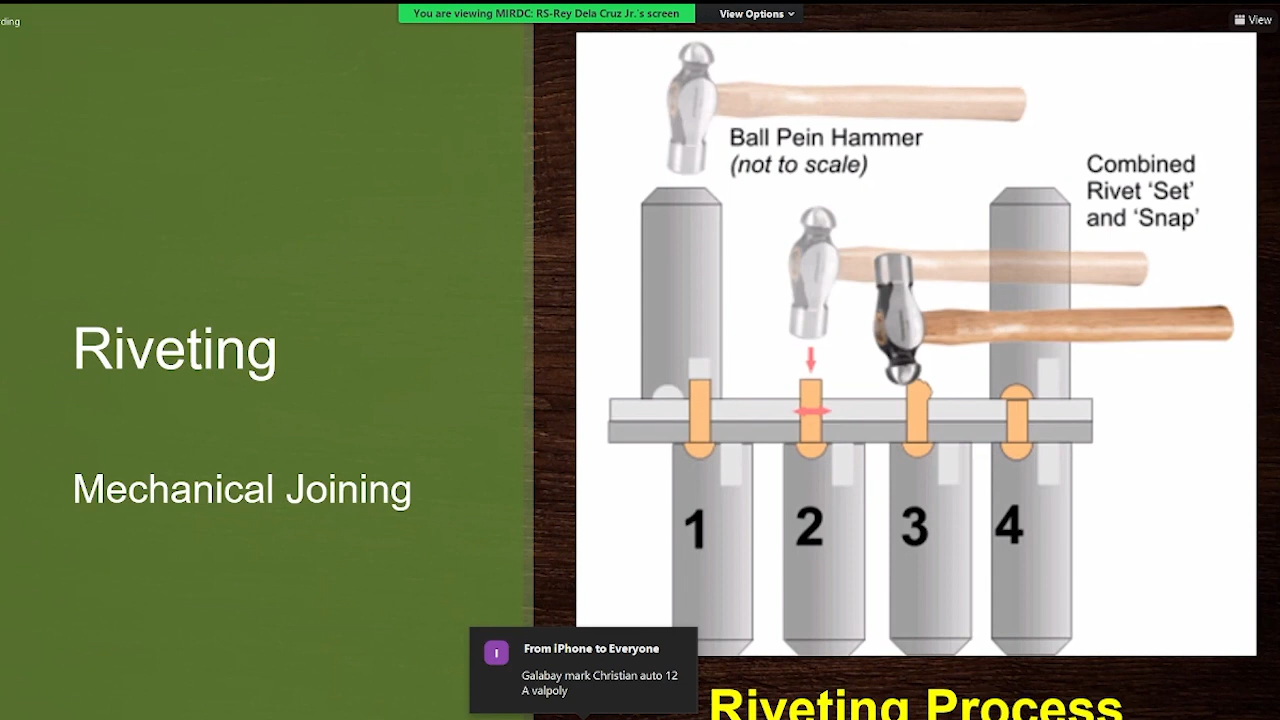 rding
You are viewing MIRDC: RS-Rey Dela Cruz Jr.'s screen
View Options
View
Ball Pein Hammer
(not to scale)
Combined
Rivet ‘Set’
and ‘Snap’
Riveting
Mechanical Joining
1 2 3 4
i
From iPhone to Everyone
Galabay mark Christian auto 12
A valpoly
Riveting Process